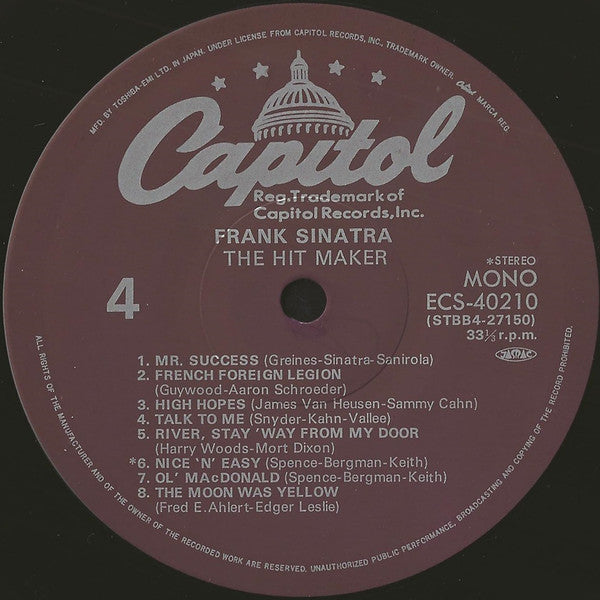 MFD. BY TOSHIBA-EMI LTD. IN JAPAN. UNDER LICENSE FROM CAPITOL RECORDS, INC. TRADEMARK OWNER. Capitol MARCA REG.
Capitol
Reg.Trademark of
Capitol Records,Inc.
FRANK SINATRA
THE HIT MAKER
4
*STEREO
MONO
ECS-40210
(STBB4-27150)
33⅓ r.p.m.
JASRAC
1. MR. SUCCESS (Greines-Sinatra-Sanirola)
2. FRENCH FOREIGN LEGION
(Guywood-Aaron Schroeder)
3. HIGH HOPES (James Van Heusen-Sammy Cahn)
4. TALK TO ME (Snyder-Kahn-Vallee)
5. RIVER, STAY 'WAY FROM MY DOOR
(Harry Woods-Mort Dixon)
*6. NICE 'N' EASY (Spence-Bergman-Keith)
7. OL' MacDONALD (Spence-Bergman-Keith)
8. THE MOON WAS YELLOW
(Fred E.Ahlert-Edger Leslie)
ALL RIGHTS OF THE MANUFACTURER AND OF THE OWNER OF THE RECORDED WORK ARE RESERVED. UNAUTHORIZED PUBLIC PERFORMANCE, BROADCASTING AND COPYING OF THE RECORD PROHIBITED.